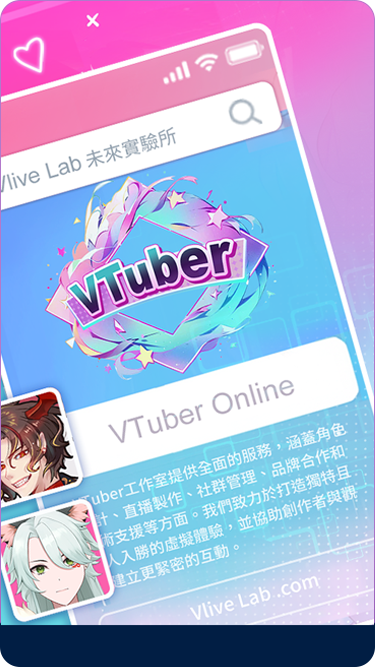 Vlive Lab 未來實驗所
VTuber
VTuber Online
VTuber工作室提供全面的服務，涵蓋角色
計、直播製作、社群管理、品牌合作和
術支援等方面。我們致力於打造獨特且
人入勝的虛擬體驗，並協助創作者與觀
建立更緊密的互動。
Vlive Lab .com